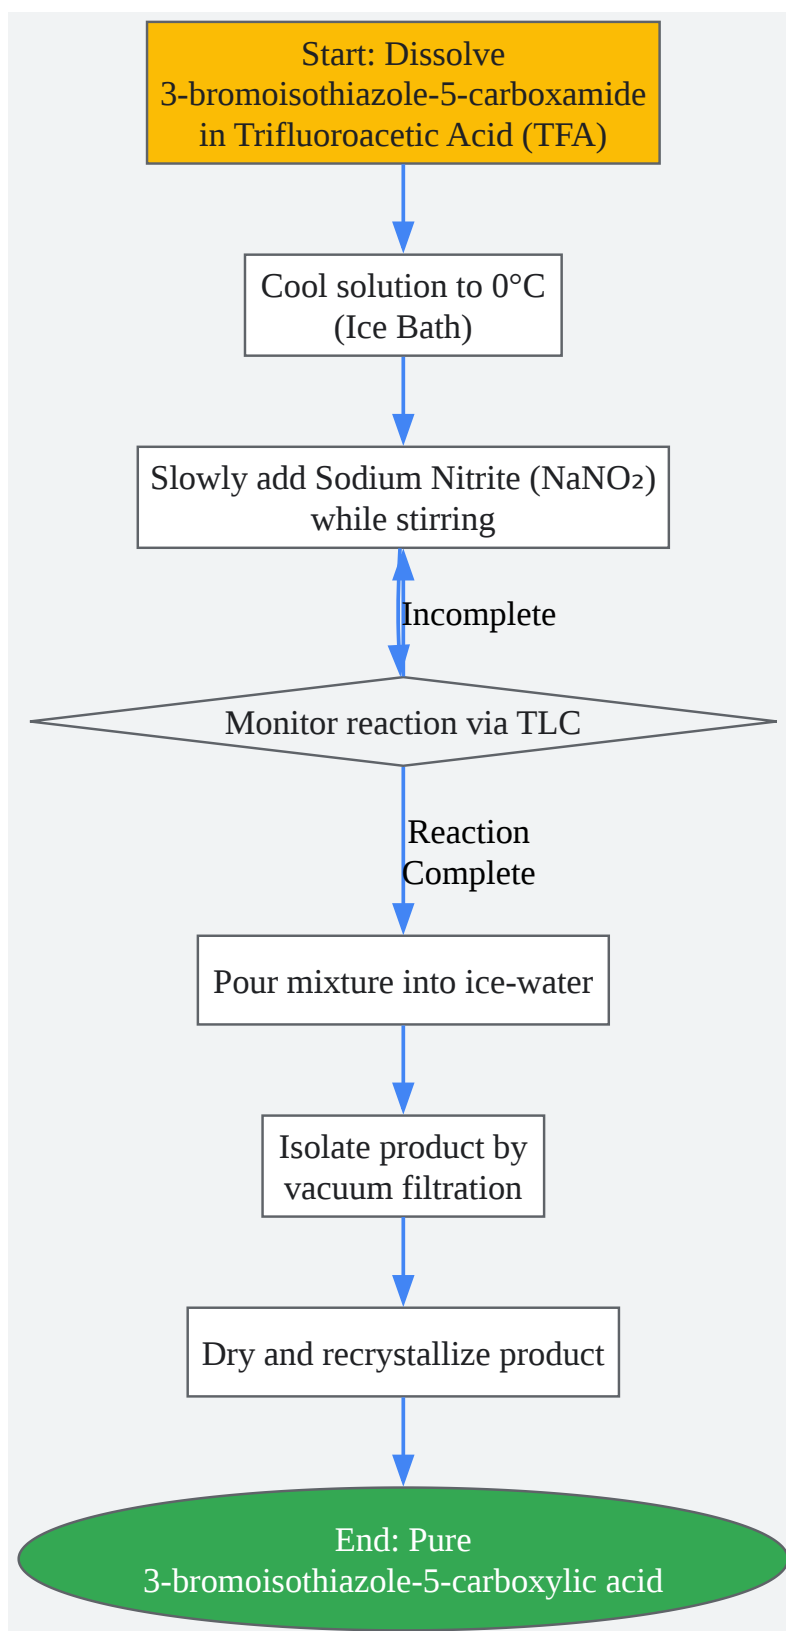 Start: Dissolve
3-bromoisothiazole-5-carboxamide
in Trifluoroacetic Acid (TFA)
Cool solution to 0°C
(Ice Bath)
Slowly add Sodium Nitrite (NaNO₂)
while stirring
Incomplete
Monitor reaction via TLC
Reaction
Complete
Pour mixture into ice-water
Isolate product by
vacuum filtration
Dry and recrystallize product
End: Pure
3-bromoisothiazole-5-carboxylic acid